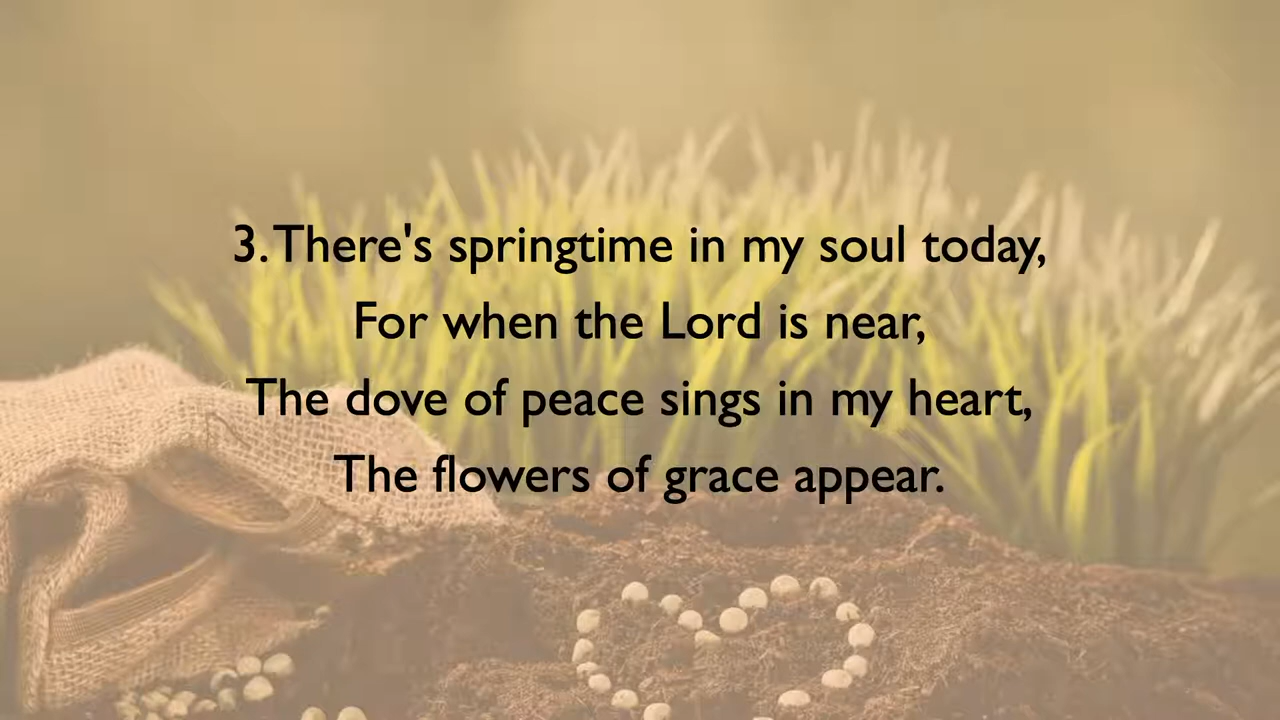 3. There's springtime in my soul today,
For when the Lord is near,
The dove of peace sings in my heart,
The flowers of grace appear.